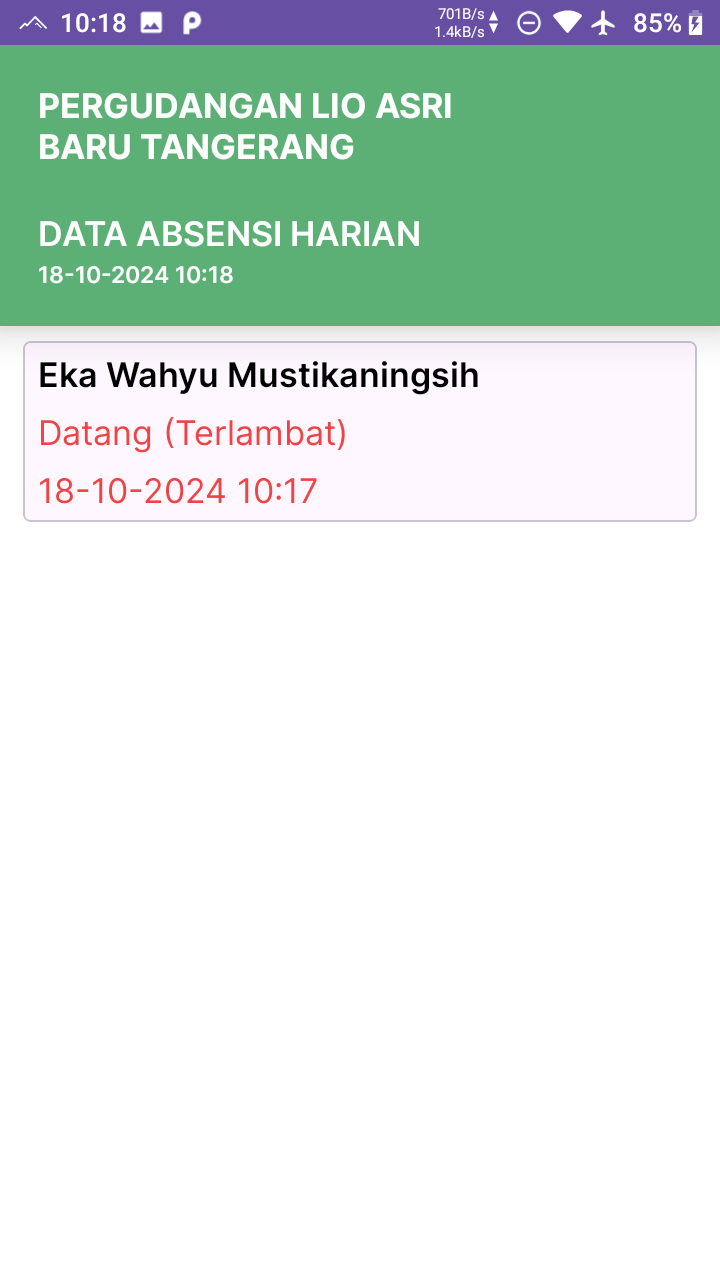 10:18
701B/s
1.4kB/s
85%
PERGUDANGAN LIO ASRI
BARU TANGERANG
DATA ABSENSI HARIAN
18-10-2024 10:18
Eka Wahyu Mustikaningsih
Datang (Terlambat)
18-10-2024 10:17